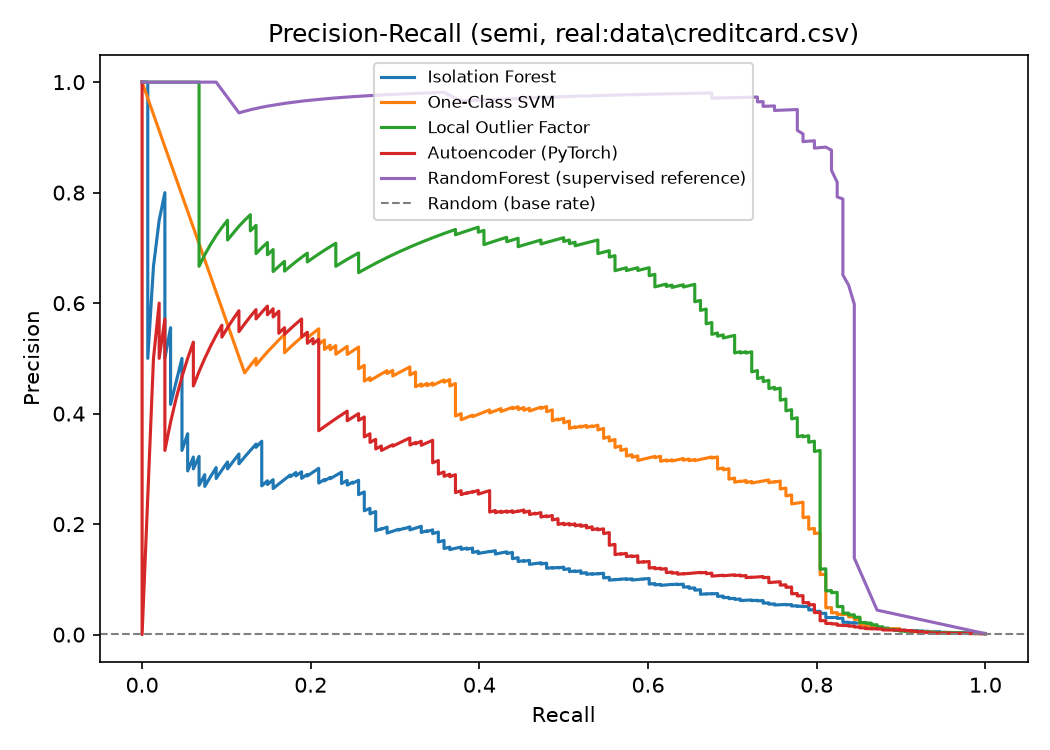 Precision-Recall (semi, real:data\creditcard.csv)
Isolation Forest
One-Class SVM
Local Outlier Factor
Autoencoder (PyTorch)
RandomForest (supervised reference)
Random (base rate)
Precision
1.0
0.8
0.6
0.4
0.2
0.0
0.0 0.2 0.4 0.6 0.8 1.0
Recall